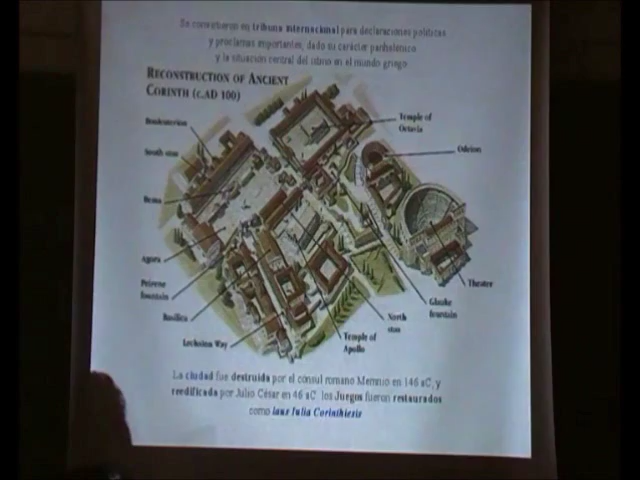 Se convirtieron en tribuna internacional para declaraciones políticas
y proclamas importantes, dado su carácter panhelénico
y la situación central del istmo en el mundo griego
RECONSTRUCTION OF ANCIENT
CORINTH (c.AD 100)
Bouleuterion
South stoa
Bema
Agora
Peirene
fountain
Basilica
Lechaion Way
Temple of
Octavia
Odeion
Theater
Glauke
fountain
North
stoa
Temple of
Apollo
La ciudad fue destruida por el cónsul romano Memnio en 146 aC, y
reedificada por Julio César en 46 aC. los Juegos fueron restaurados
como laus Iulia Corinthiesis